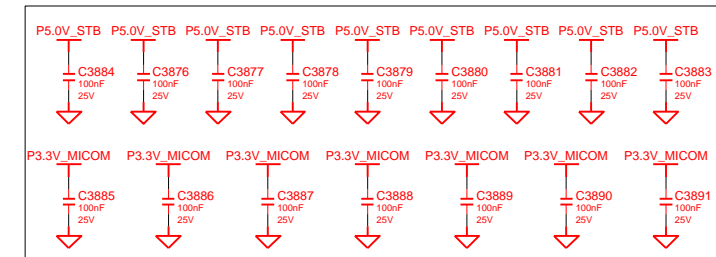 P5.0V_STB P5.0V_STB P5.0V_STB P5.0V_STB P5.0V_STB P5.0V_STB P5.0V_STB P5.0V_STB P5.0V_STB
C3884 C3876 C3877 C3878 C3879 C3880 C3881 C3882 C3883
100nF 100nF 100nF 100nF 100nF 100nF 100nF 100nF 100nF
25V 25V 25V 25V 25V 25V 25V 25V 25V
P3.3V_MICOM P3.3V_MICOM P3.3V_MICOM P3.3V_MICOM P3.3V_MICOM P3.3V_MICOM P3.3V_MICOM
C3885 C3886 C3887 C3888 C3889 C3890 C3891
100nF 100nF 100nF 100nF 100nF 100nF 100nF
25V 25V 25V 25V 25V 25V 25V